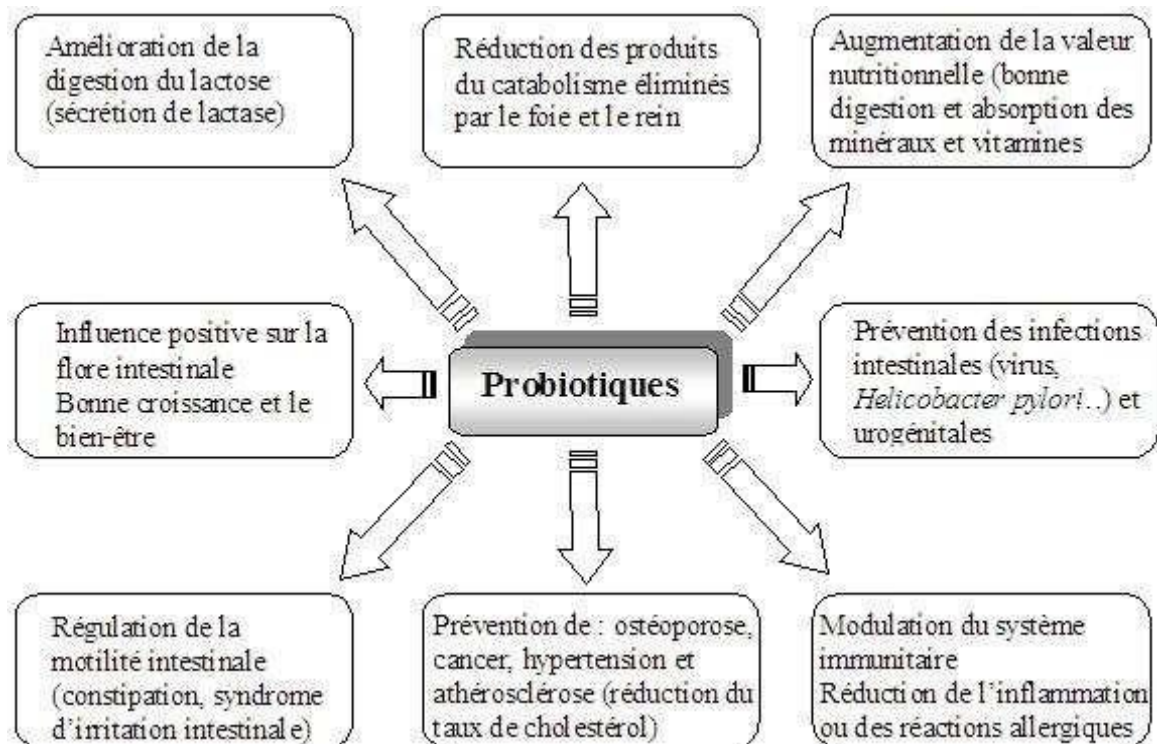 Amélioration de la
digestion du lactose
(sécrétion de lactase)
Réduction des produits
du catabolisme éliminés
par le foie et le rein
Augmentation de la valeur
nutritionnelle (bonne
digestion et absorption des
minéraux et vitamines
Influence positive sur la
flore intestinale
Bonne croissance et le
bien-être
Probiotiques
Prévention des infections
intestinales (virus,
Helicobacter pylori…) et
urogénitales
Régulation de la
motilité intestinale
(constipation, syndrome
d'irritation intestinale)
Prévention de : ostéoporose,
cancer, hypertension et
athérosclérose (réduction du
taux de cholestérol)
Modulation du système
immunitaire
Réduction de l'inflammation
ou des réactions allergiques